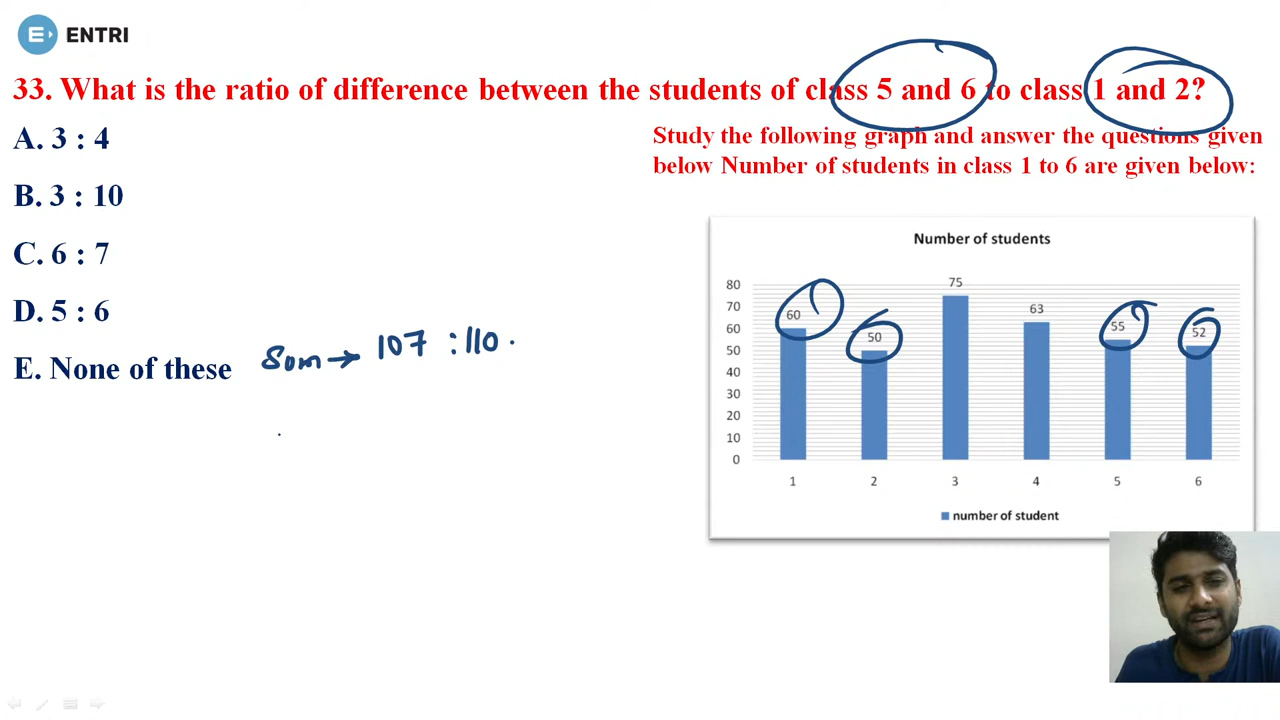 ENTRI
33. What is the ratio of difference between the students of class 5 and 6 to class 1 and 2?
A. 3 : 4
B. 3 : 10
C. 6 : 7
D. 5 : 6
E. None of these
Sum → 107 : 110
Study the following graph and answer the questions given
below Number of students in class 1 to 6 are given below:
Number of students
80
70
60
50
40
30
20
10
0
60
50
75
63
55
52
1 2 3 4 5 6
number of student